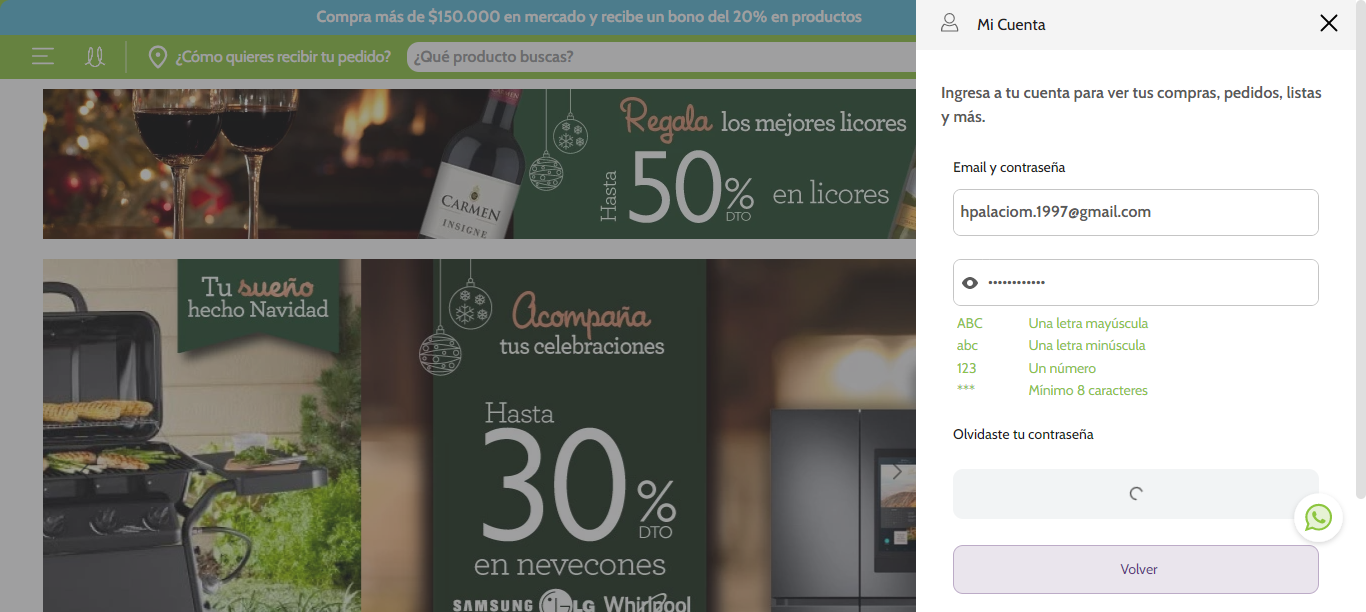 Compra más de $150.000 en mercado y recibe un bono del 20% en productos
¿Cómo quieres recibir tu pedido?
¿Qué producto buscas?
Regala los mejores licores
Hasta 50% DTO en licores
CARMEN
INSIGNE
Tu sueño
hecho Navidad
Acompaña
tus celebraciones
Hasta
30%
DTO
en nevecones
SAMSUNG LG Whirlpool
Mi Cuenta
Ingresa a tu cuenta para ver tus compras, pedidos, listas
y más.
Email y contraseña
hpalaciom.1997@gmail.com
••••••••••••
ABC Una letra mayúscula
abc Una letra minúscula
123 Un número
*** Mínimo 8 caracteres
Olvidaste tu contraseña
Volver